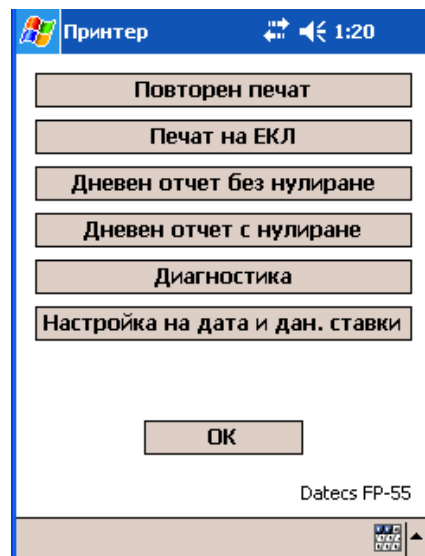 Принтер 1:20
Повторен печат
Печат на ЕКЛ
Дневен отчет без нулиране
Дневен отчет с нулиране
Диагностика
Настройка на дата и дан. ставки
OK
Datecs FP-55